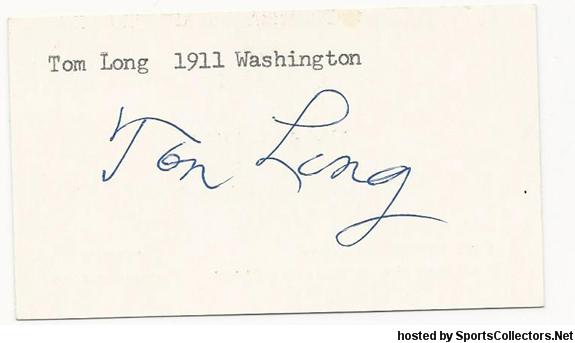 Tom Long 1911 Washington
Tom Long
hosted by SportsCollectors.Net